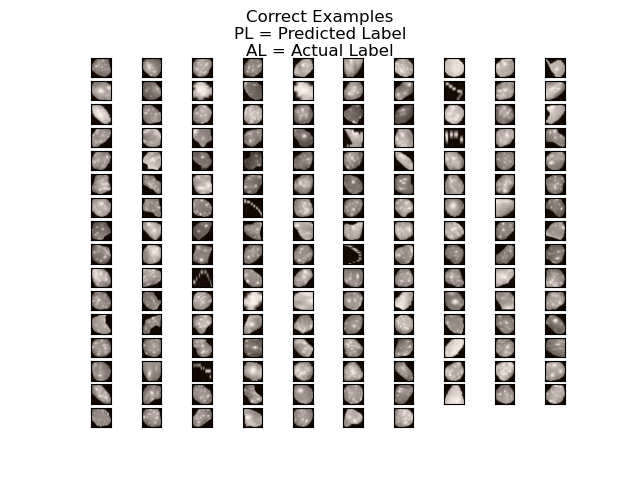 Correct Examples
PL = Predicted Label
AL = Actual Label